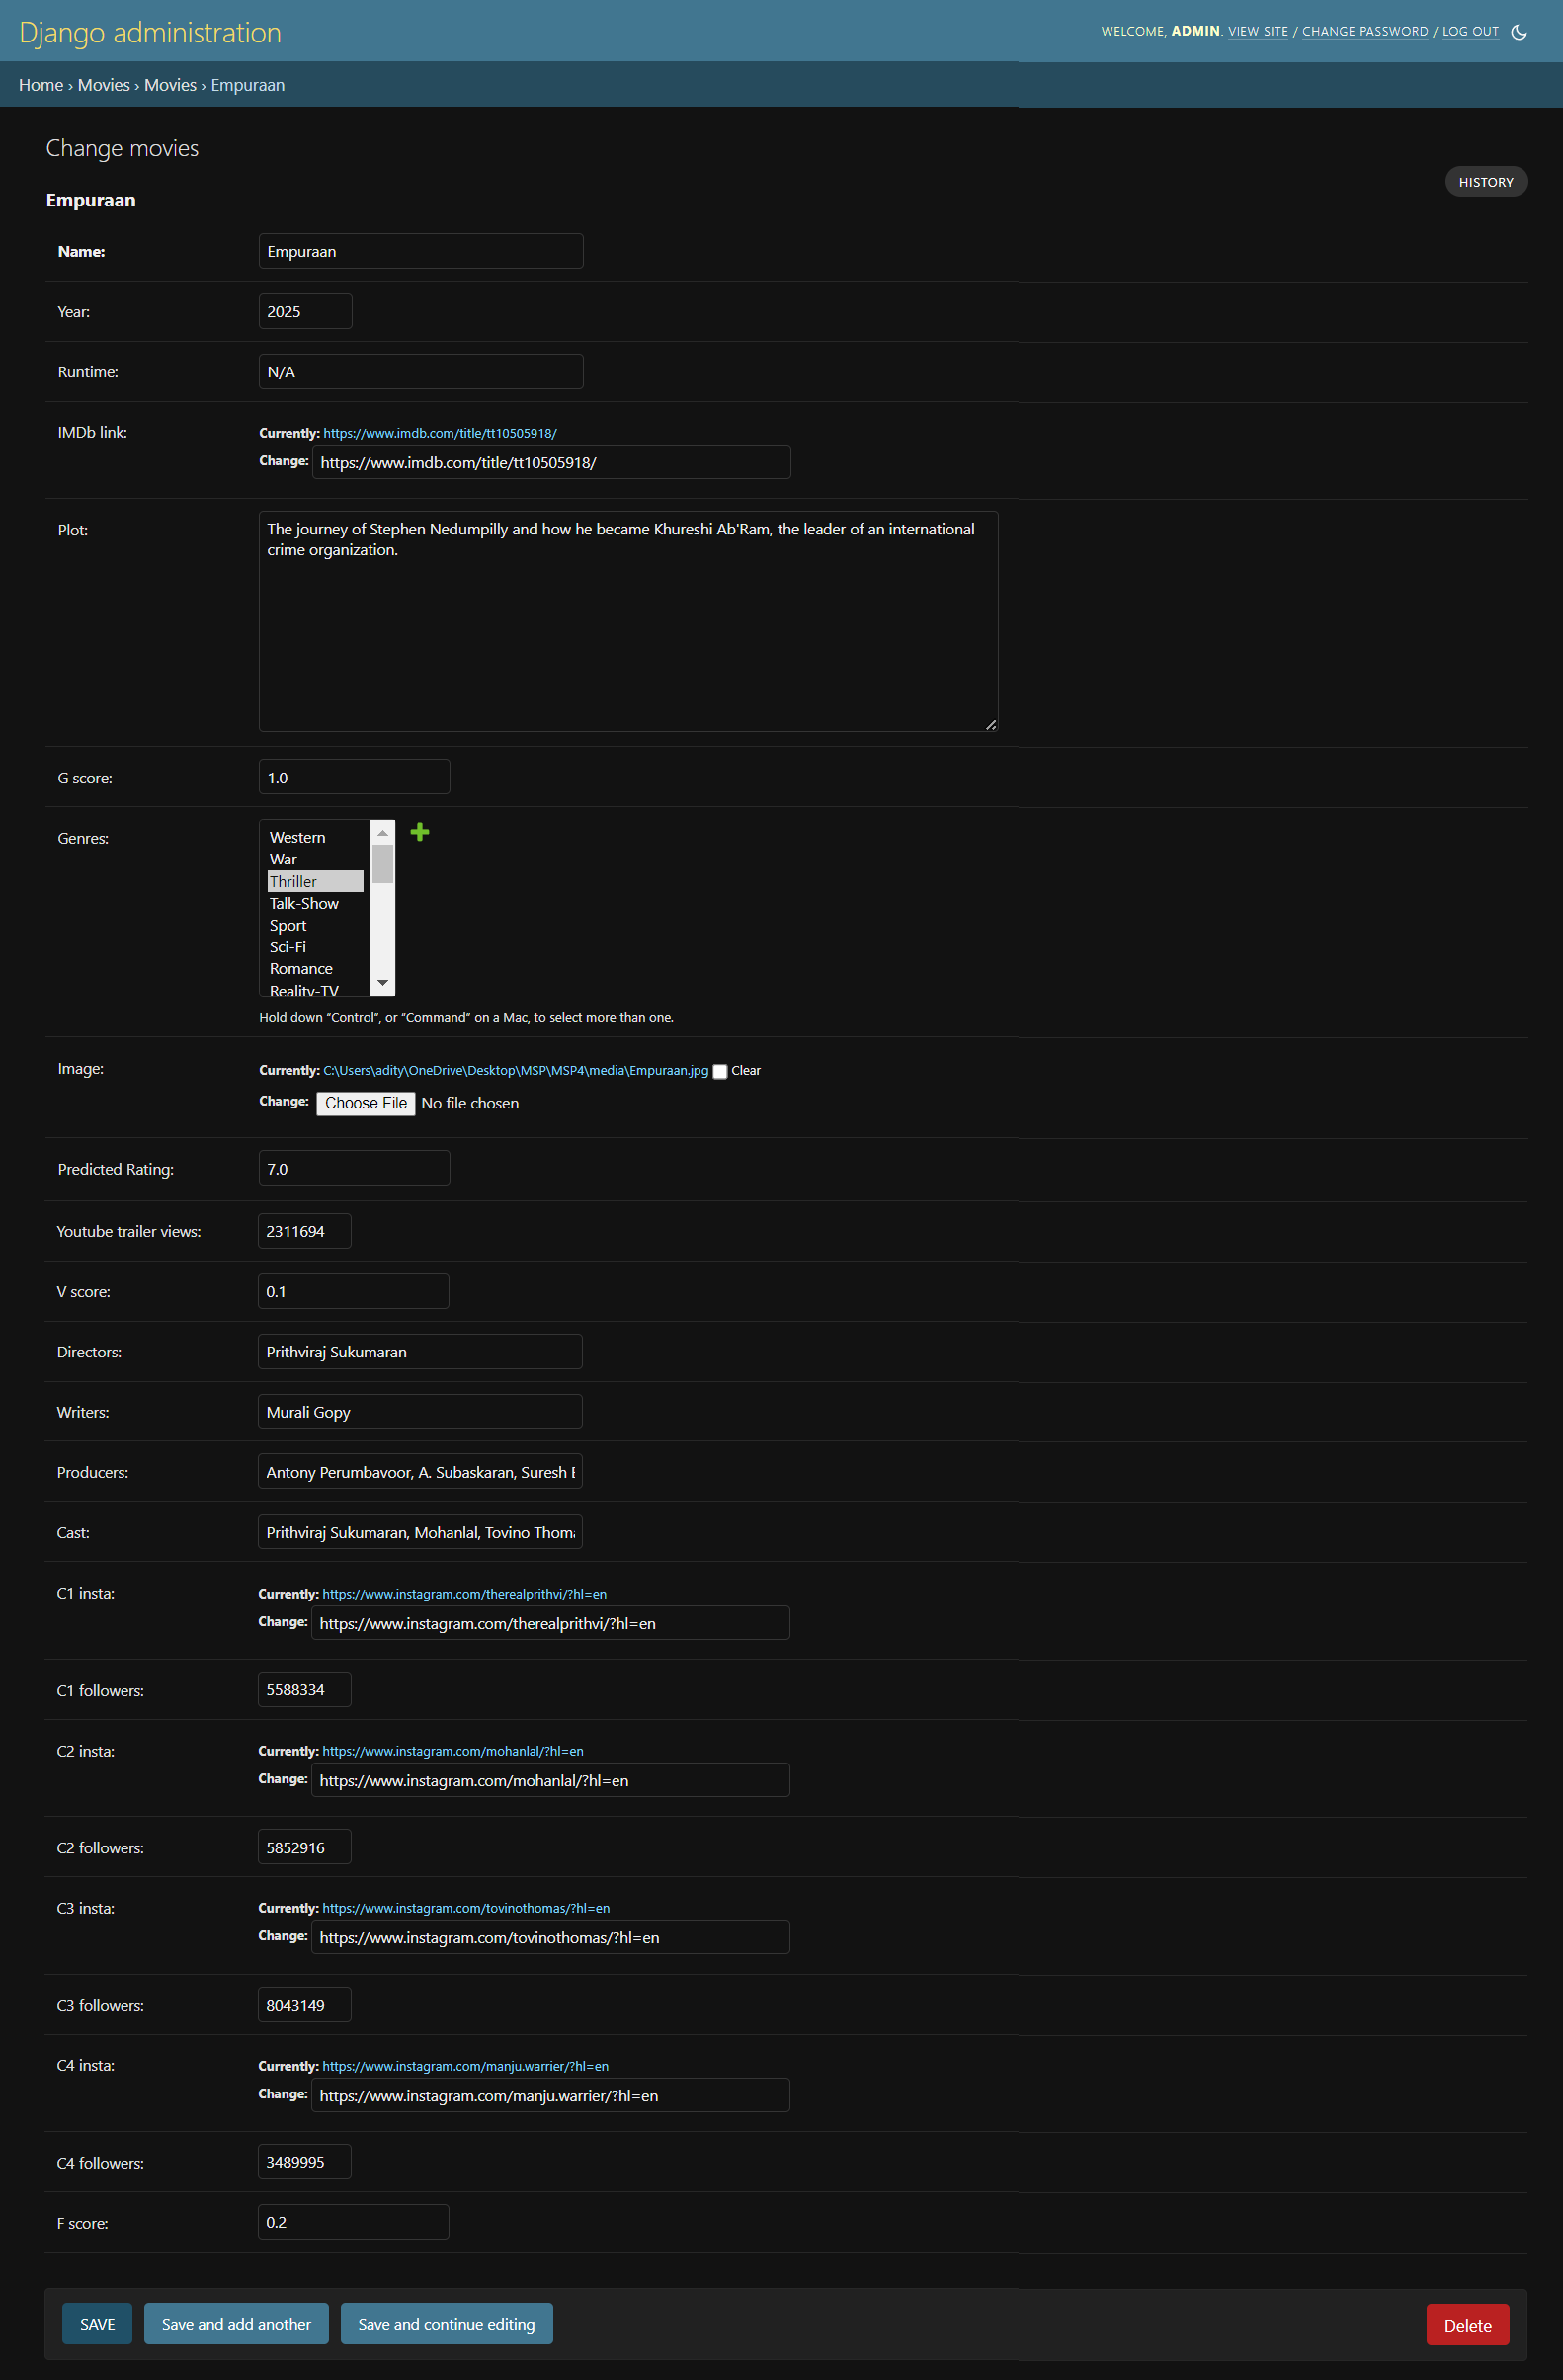 Django administration
WELCOME, ADMIN. VIEW SITE / CHANGE PASSWORD / LOG OUT
Home › Movies › Movies › Empuraan
Change movies
HISTORY
Empuraan
Name: Empuraan
Year: 2025
Runtime: N/A
IMDb link: Currently: https://www.imdb.com/title/tt10505918/
Change: https://www.imdb.com/title/tt10505918/
Plot: The journey of Stephen Nedumpilly and how he became Khureshi Ab'Ram, the leader of an international
crime organization.
G score: 1.0
Genres: Western
War
Thriller
Talk-Show
Sport
Sci-Fi
Romance
Reality-TV
Hold down “Control”, or “Command” on a Mac, to select more than one.
Image: Currently: C:\Users\adity\OneDrive\Desktop\MSP\MSP4\media\Empuraan.jpg Clear
Change: Choose File No file chosen
Predicted Rating: 7.0
Youtube trailer views: 2311694
V score: 0.1
Directors: Prithviraj Sukumaran
Writers: Murali Gopy
Producers: Antony Perumbavoor, A. Subaskaran, Suresh
Cast: Prithviraj Sukumaran, Mohanlal, Tovino
C1 insta: Currently: https://www.instagram.com/therealprithvi/?hl=en
Change: https://www.instagram.com/therealprithvi/?hl=en
C1 followers: 5588334
C2 insta: Currently: https://www.instagram.com/mohanlal/?hl=en
Change: https://www.instagram.com/mohanlal/?hl=en
C2 followers: 5852916
C3 insta: Currently: https://www.instagram.com/tovinothomas/?hl=en
Change: https://www.instagram.com/tovinothomas/?hl=en
C3 followers: 8043149
C4 insta: Currently: https://www.instagram.com/manju.warrier/?hl=en
Change: https://www.instagram.com/manju.warrier/?hl=en
C4 followers: 3489995
F score: 0.2
SAVE Save and add another Save and continue editing Delete